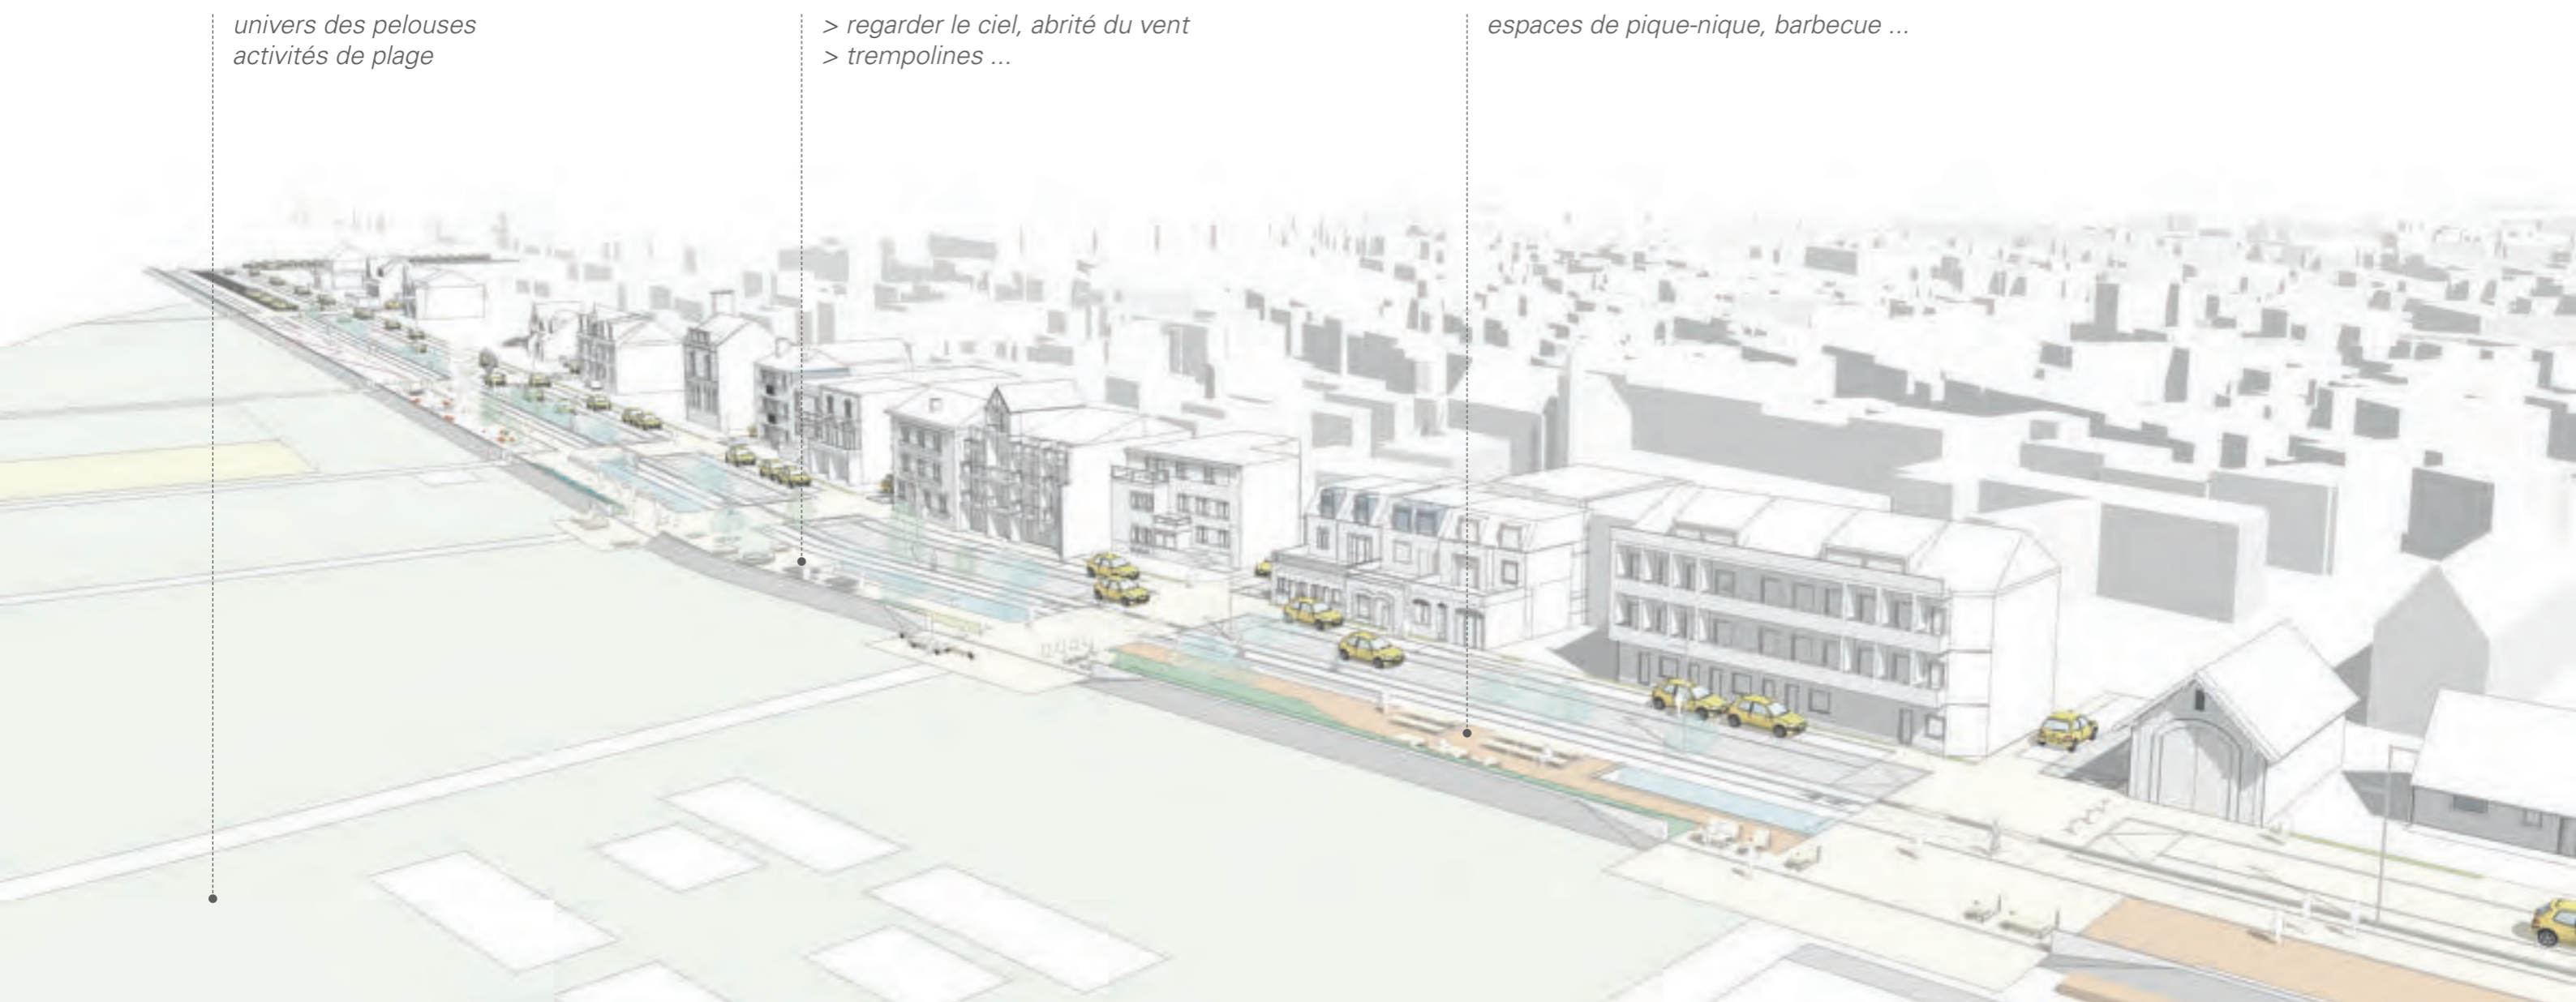 univers des pelouses
activités de plage
> regarder le ciel, abrité du vent
> trempolines ...
espaces de pique-nique, barbecue ...